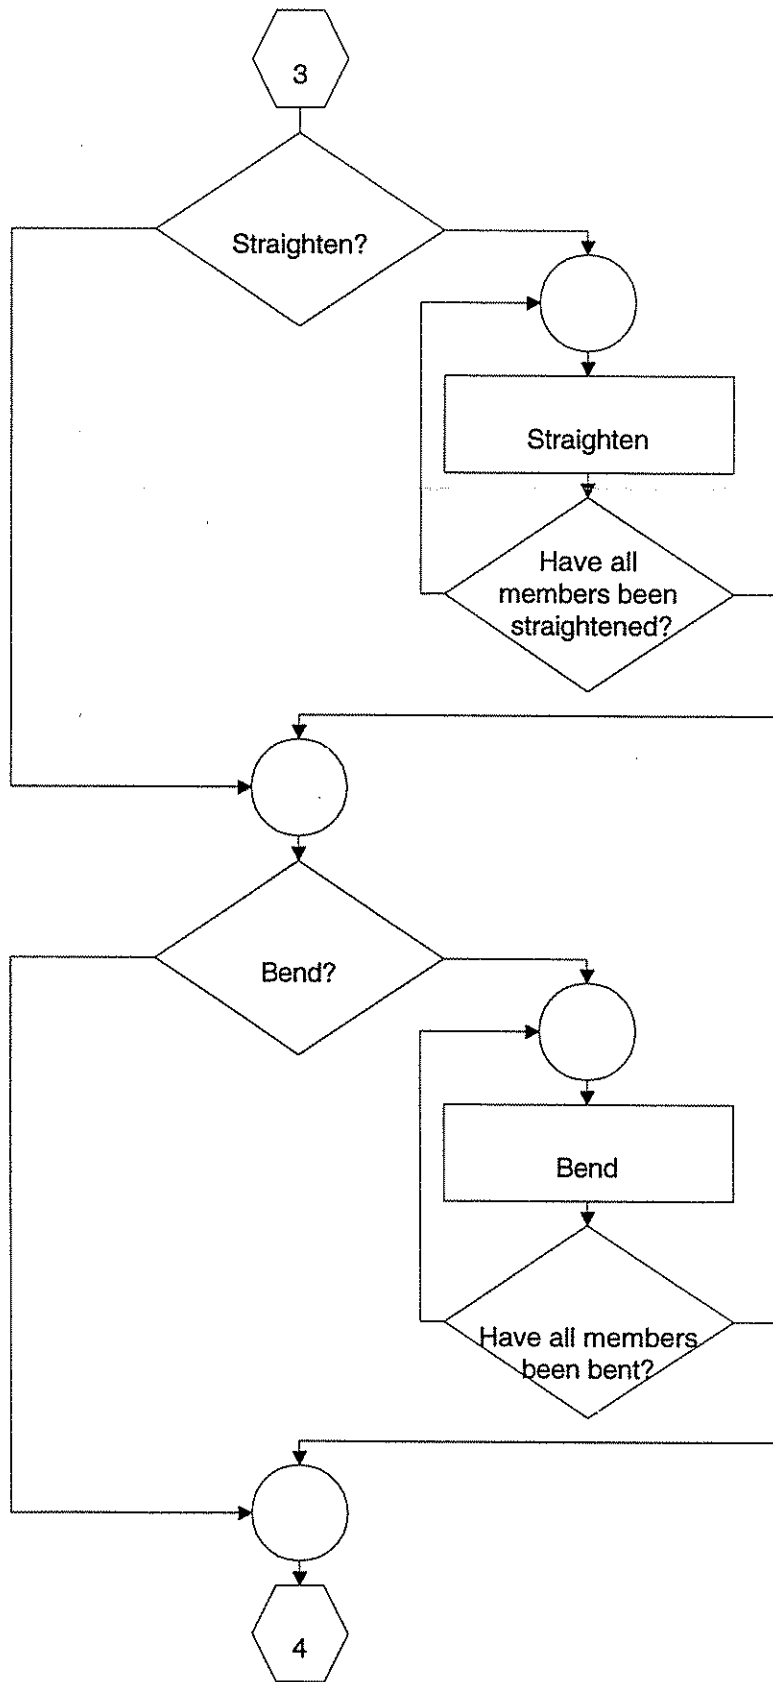 3
Straighten?
Straighten
Have all
members been
straightened?
Bend?
Bend
Have all members
been bent?
4